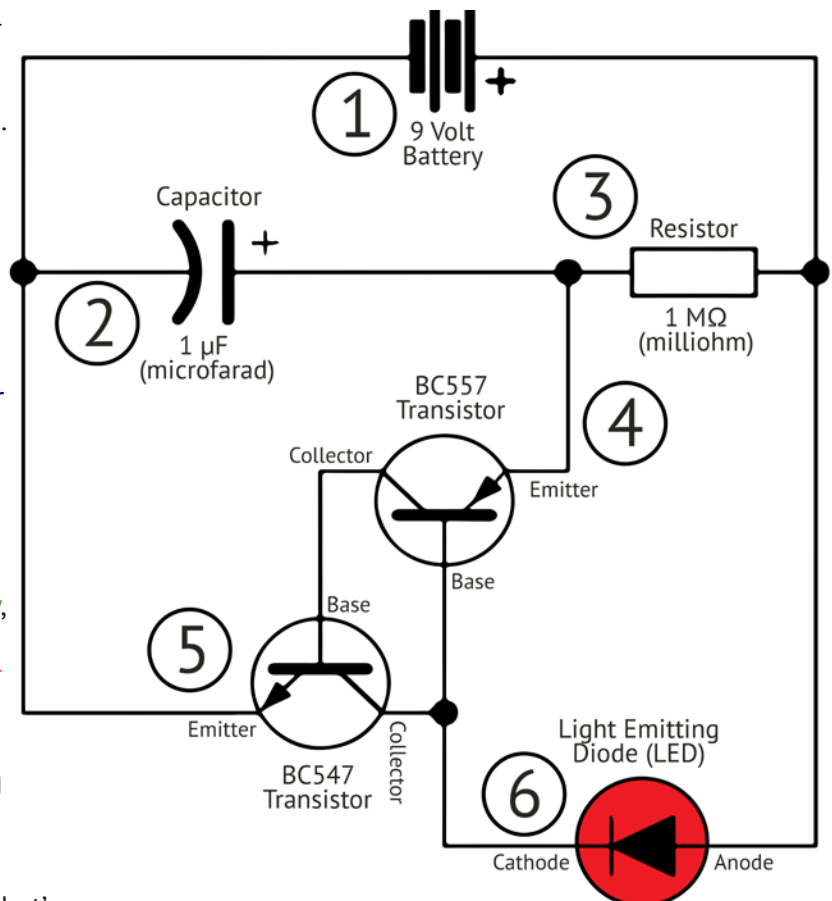 1
+
9 Volt
Battery
Capacitor
+
3
Resistor
2
1 µF
(microfarad)
1 MΩ
(milliohm)
BC557
Transistor
4
Collector
Emitter
Base
Base
5
Emitter
Collector
BC547
Transistor
Light Emitting
Diode (LED)
6
Cathode
Anode